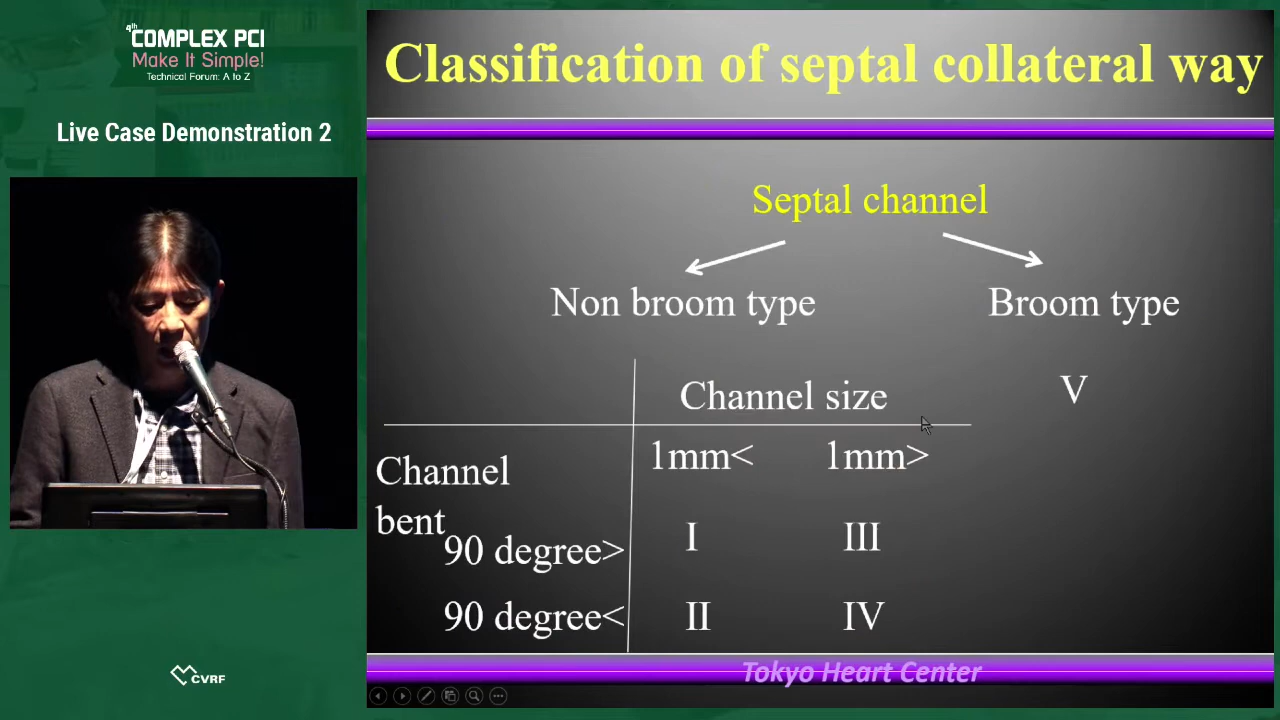 4th
COMPLEX PCI
Make It Simple!
Technical Forum: A to Z
Live Case Demonstration 2
CVRF
Classification of septal collateral way
Septal channel
Non broom type
Broom type
Channel size
V
1mm<
1mm>
Channel
bent
90 degree>
I
III
90 degree<
II
IV
Tokyo Heart Center